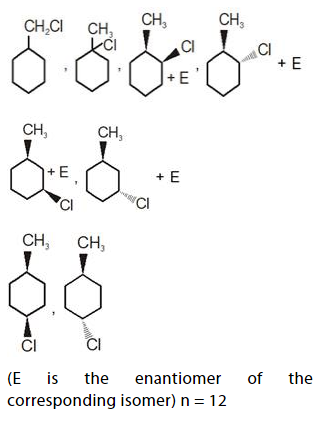 CH₂Cl CH₃ CH₃ CH₃
Cl Cl Cl
, , + E , + E
CH₃ CH₃
+ E , + E
Cl Cl
CH₃ CH₃
,
Cl Cl
(E is the enantiomer of the
corresponding isomer) n = 12